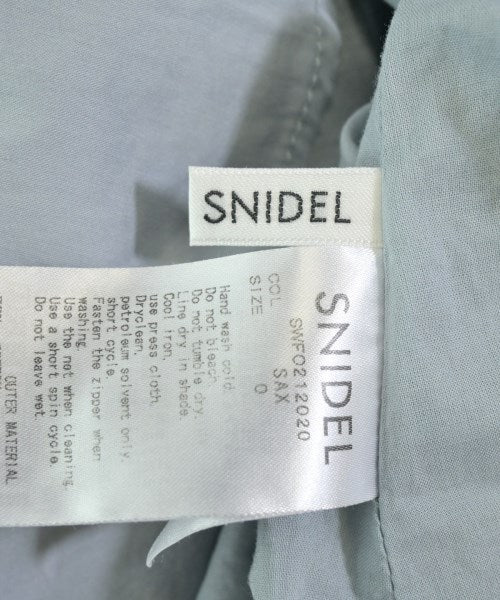 SNIDEL
SNIDEL
SWFO212020
COL SAX
SIZE 0
Hand wash cold.
Do not bleach.
Do not tumble dry.
Line dry in shade.
Cool iron.
use press cloth.
Dryclean.
petroleum solvent only.
short cycle.
Fasten the zipper when
washing.
Use the not when cleaning.
Use a short spin cycle.
Do not leave wet.
OUTER MATERIAL